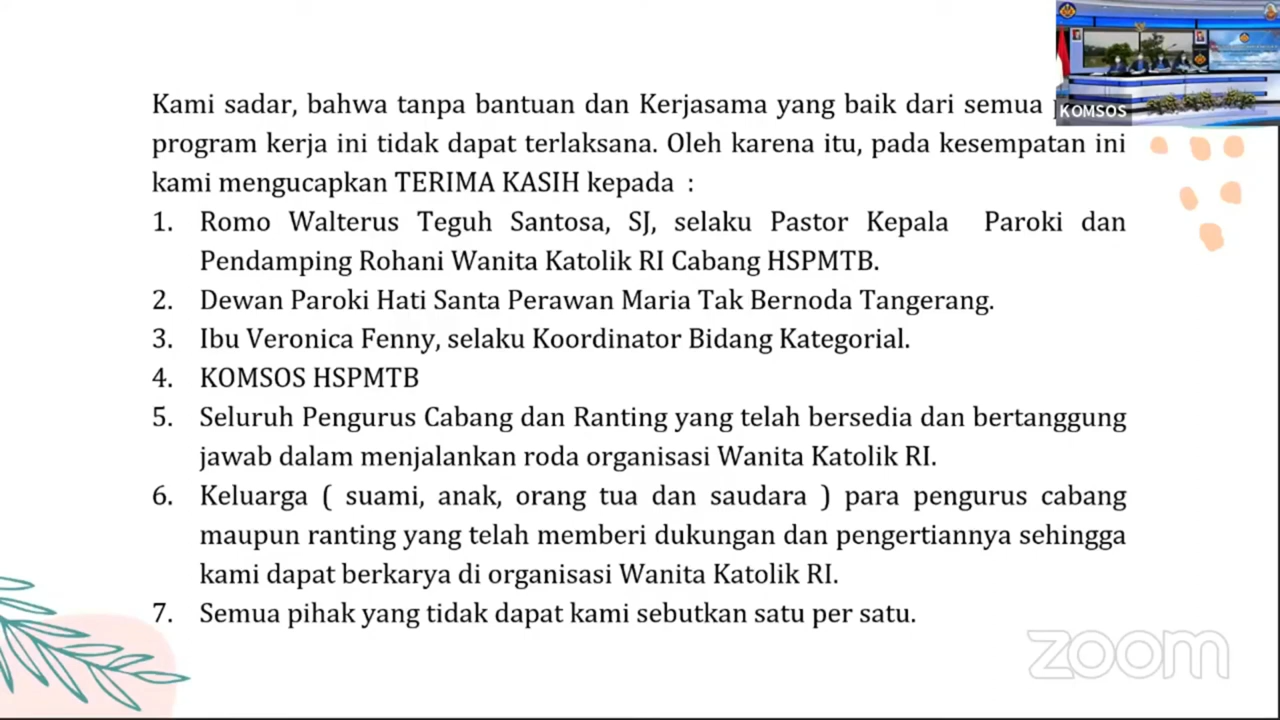 Kami sadar, bahwa tanpa bantuan dan Kerjasama yang baik dari semua
program kerja ini tidak dapat terlaksana. Oleh karena itu, pada kesempatan ini
kami mengucapkan TERIMA KASIH kepada :
1. Romo Walterus Teguh Santosa, SJ, selaku Pastor Kepala Paroki dan
Pendamping Rohani Wanita Katolik RI Cabang HSPMTB.
2. Dewan Paroki Hati Santa Perawan Maria Tak Bernoda Tangerang.
3. Ibu Veronica Fenny, selaku Koordinator Bidang Kategorial.
4. KOMSOS HSPMTB
5. Seluruh Pengurus Cabang dan Ranting yang telah bersedia dan bertanggung
jawab dalam menjalankan roda organisasi Wanita Katolik RI.
6. Keluarga ( suami, anak, orang tua dan saudara ) para pengurus cabang
maupun ranting yang telah memberi dukungan dan pengertiannya sehingga
kami dapat berkarya di organisasi Wanita Katolik RI.
7. Semua pihak yang tidak dapat kami sebutkan satu per satu.
KOMSOS
zoom